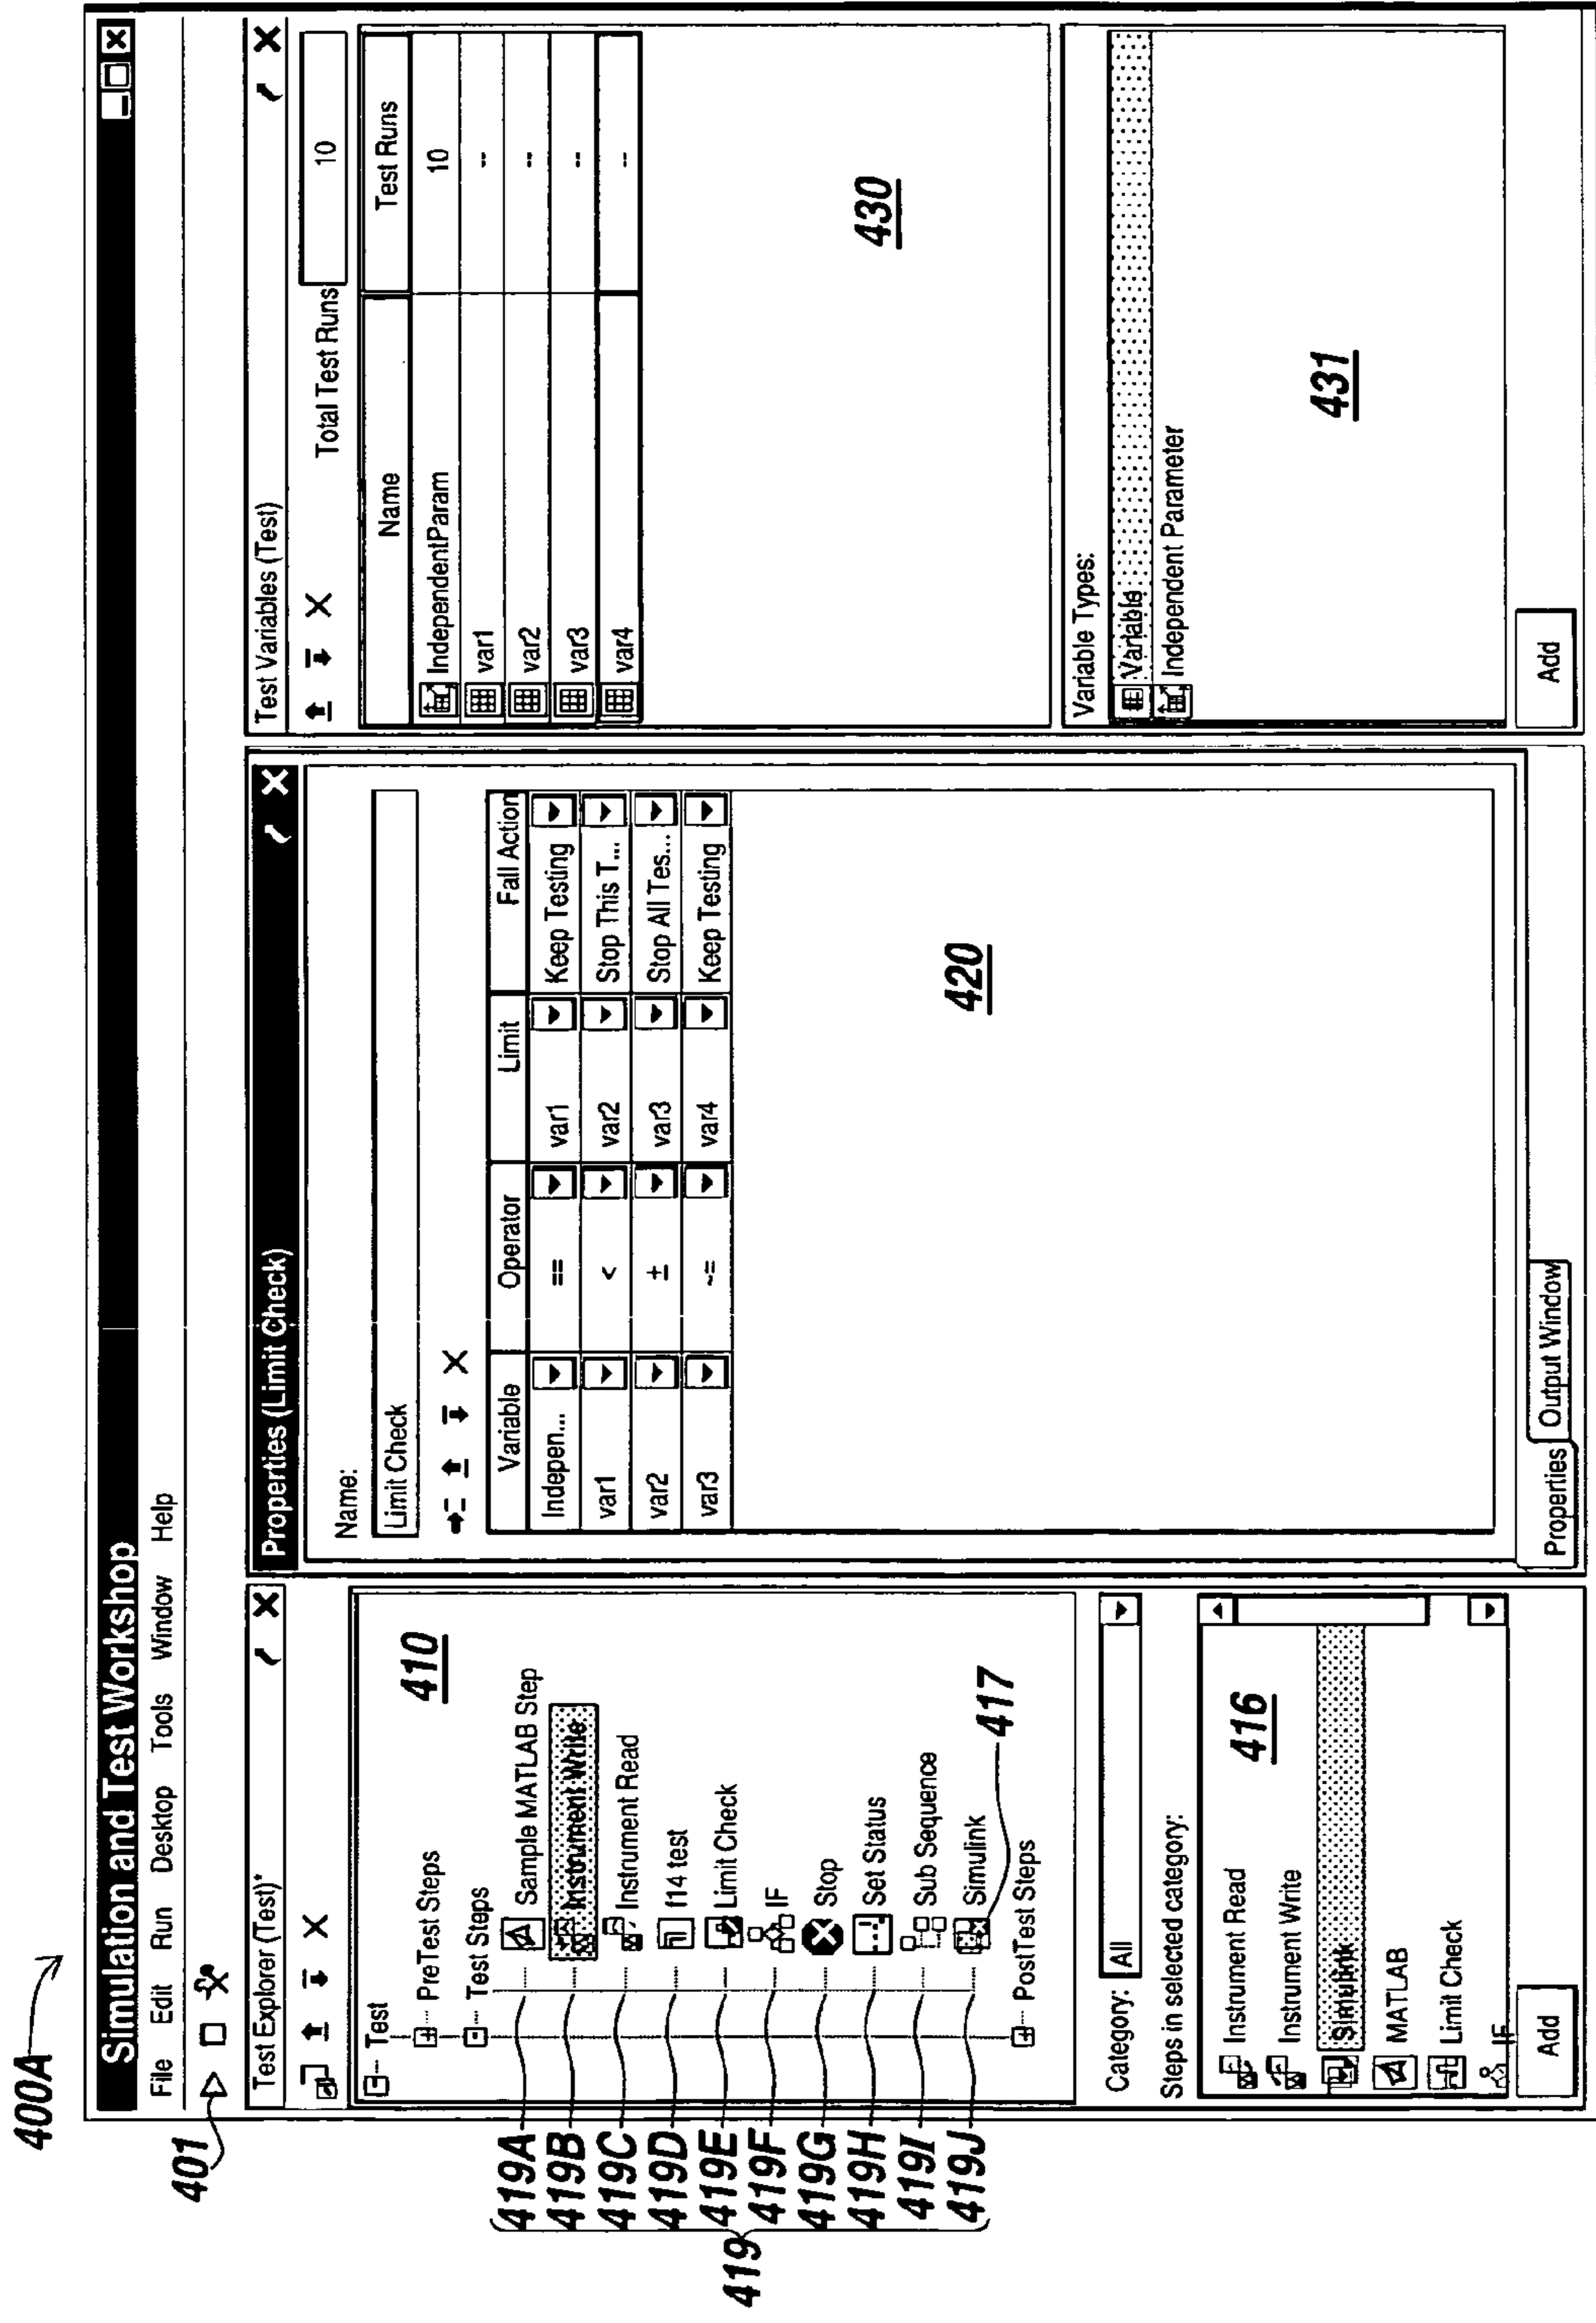 400A
Simulation and Test Workshop
File Edit Run Desktop Tools Window Help
401
Test Explorer (Test)*
Test
PreTest Steps
Test Steps
410
419
419A Sample MATLAB Step
419B Instrument Write
419C Instrument Read
419D f14 test
419E Limit Check
419F IF
419G Stop
419H Set Status
419I Sub Sequence
419J Simulink
417
PostTest Steps
Category: All
Steps in selected category:
Instrument Read
Instrument Write
Simulink
MATLAB
Limit Check
IF
416
Add
Properties (Limit Check)
Name:
Limit Check
Variable Operator Limit Fall Action
Indepen... == var1 Keep Testing
var1 < var2 Stop This T...
var2 ± var3 Stop All Tes...
var3 ~= var4 Keep Testing
420
Properties Output Window
Test Variables (Test)
Total Test Runs 10
Name Test Runs
IndependentParam 10
var1 --
var2 --
var3 --
var4 --
430
Variable Types:
Variable
Independent Parameter
431
Add